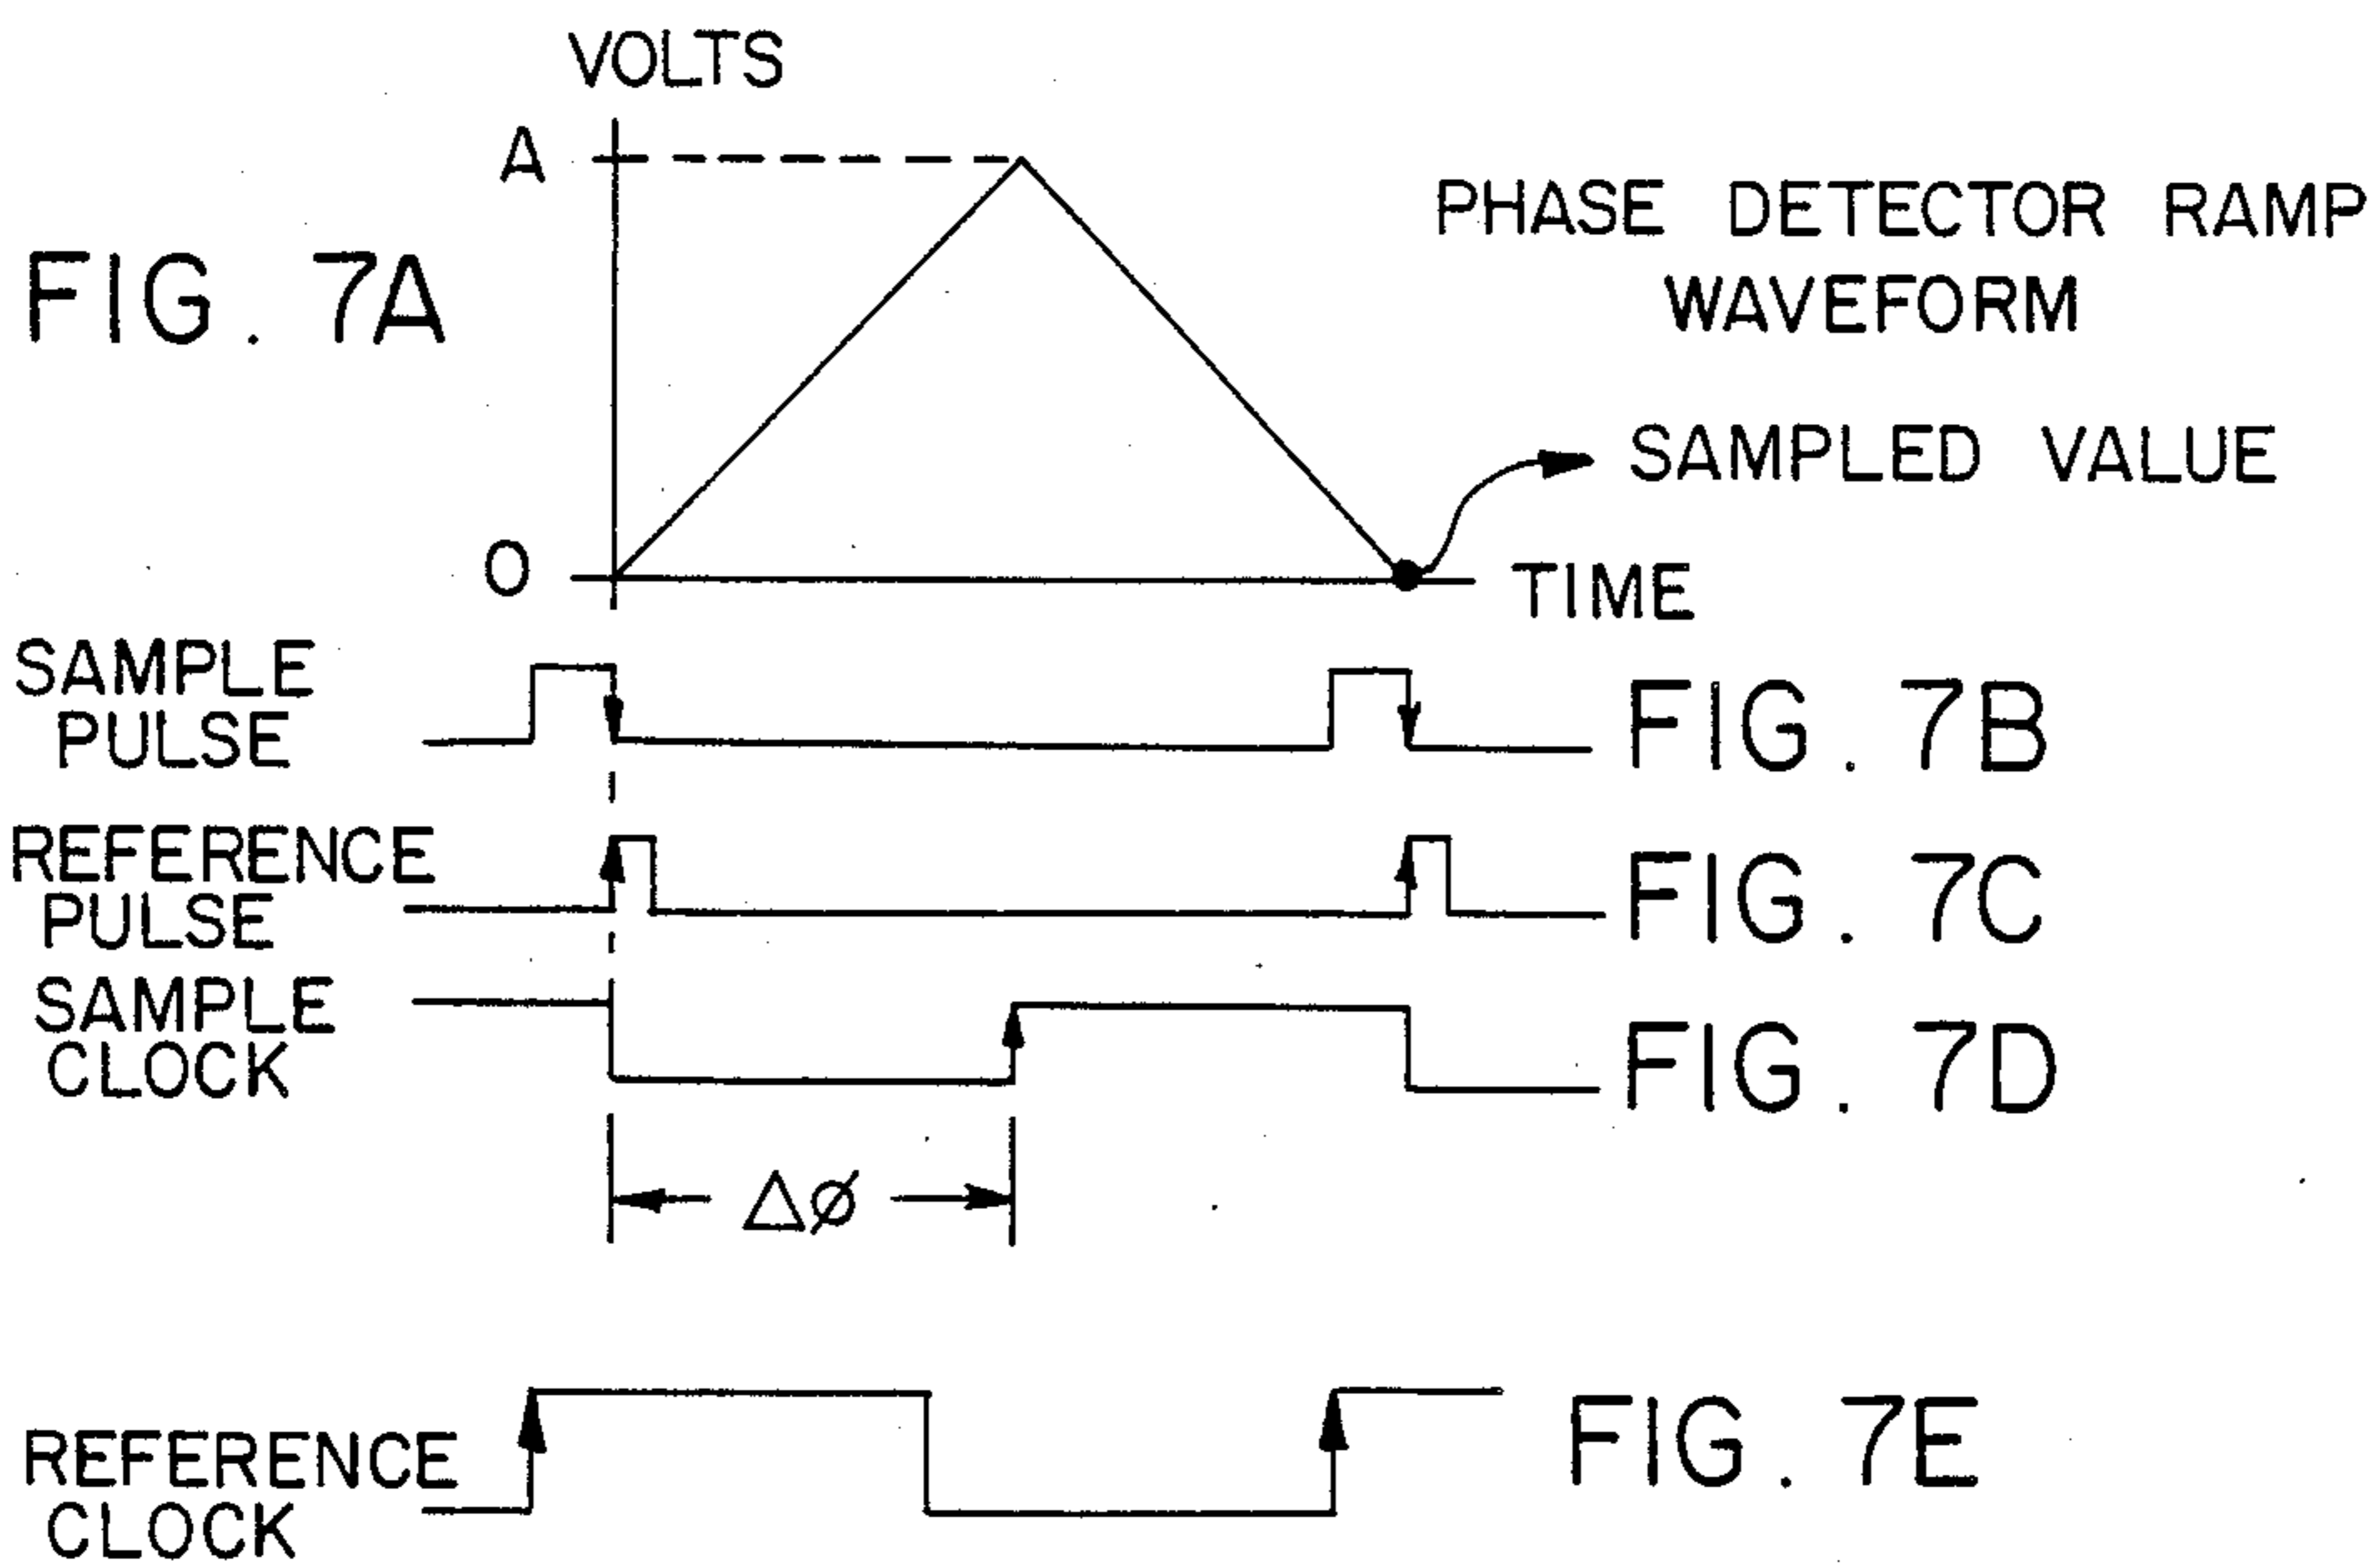 VOLTS
A
FIG. 7A
PHASE DETECTOR RAMP
WAVEFORM
SAMPLED VALUE
0
TIME
SAMPLE
PULSE
FIG. 7B
REFERENCE
PULSE
FIG. 7C
SAMPLE
CLOCK
FIG. 7D
Δø
REFERENCE
CLOCK
FIG. 7E